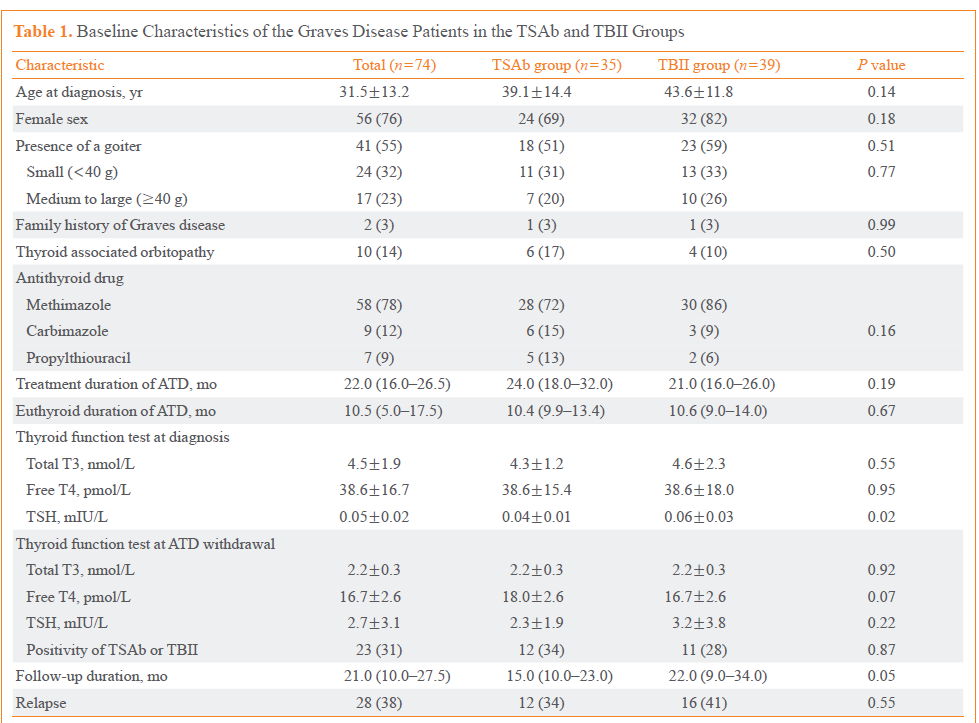 Table 1. Baseline Characteristics of the Graves Disease Patients in the TSAb and TBII Groups
Characteristic Total (n=74) TSAb group (n=35) TBII group (n=39) P value
Age at diagnosis, yr 31.5±13.2 39.1±14.4 43.6±11.8 0.14
Female sex 56 (76) 24 (69) 32 (82) 0.18
Presence of a goiter 41 (55) 18 (51) 23 (59) 0.51
Small (<40 g) 24 (32) 11 (31) 13 (33) 0.77
Medium to large (≥40 g) 17 (23) 7 (20) 10 (26)
Family history of Graves disease 2 (3) 1 (3) 1 (3) 0.99
Thyroid associated orbitopathy 10 (14) 6 (17) 4 (10) 0.50
Antithyroid drug
Methimazole 58 (78) 28 (72) 30 (86)
Carbimazole 9 (12) 6 (15) 3 (9) 0.16
Propylthiouracil 7 (9) 5 (13) 2 (6)
Treatment duration of ATD, mo 22.0 (16.0–26.5) 24.0 (18.0–32.0) 21.0 (16.0–26.0) 0.19
Euthyroid duration of ATD, mo 10.5 (5.0–17.5) 10.4 (9.9–13.4) 10.6 (9.0–14.0) 0.67
Thyroid function test at diagnosis
Total T3, nmol/L 4.5±1.9 4.3±1.2 4.6±2.3 0.55
Free T4, pmol/L 38.6±16.7 38.6±15.4 38.6±18.0 0.95
TSH, mIU/L 0.05±0.02 0.04±0.01 0.06±0.03 0.02
Thyroid function test at ATD withdrawal
Total T3, nmol/L 2.2±0.3 2.2±0.3 2.2±0.3 0.92
Free T4, pmol/L 16.7±2.6 18.0±2.6 16.7±2.6 0.07
TSH, mIU/L 2.7±3.1 2.3±1.9 3.2±3.8 0.22
Positivity of TSAb or TBII 23 (31) 12 (34) 11 (28) 0.87
Follow-up duration, mo 21.0 (10.0–27.5) 15.0 (10.0–23.0) 22.0 (9.0–34.0) 0.05
Relapse 28 (38) 12 (34) 16 (41) 0.55